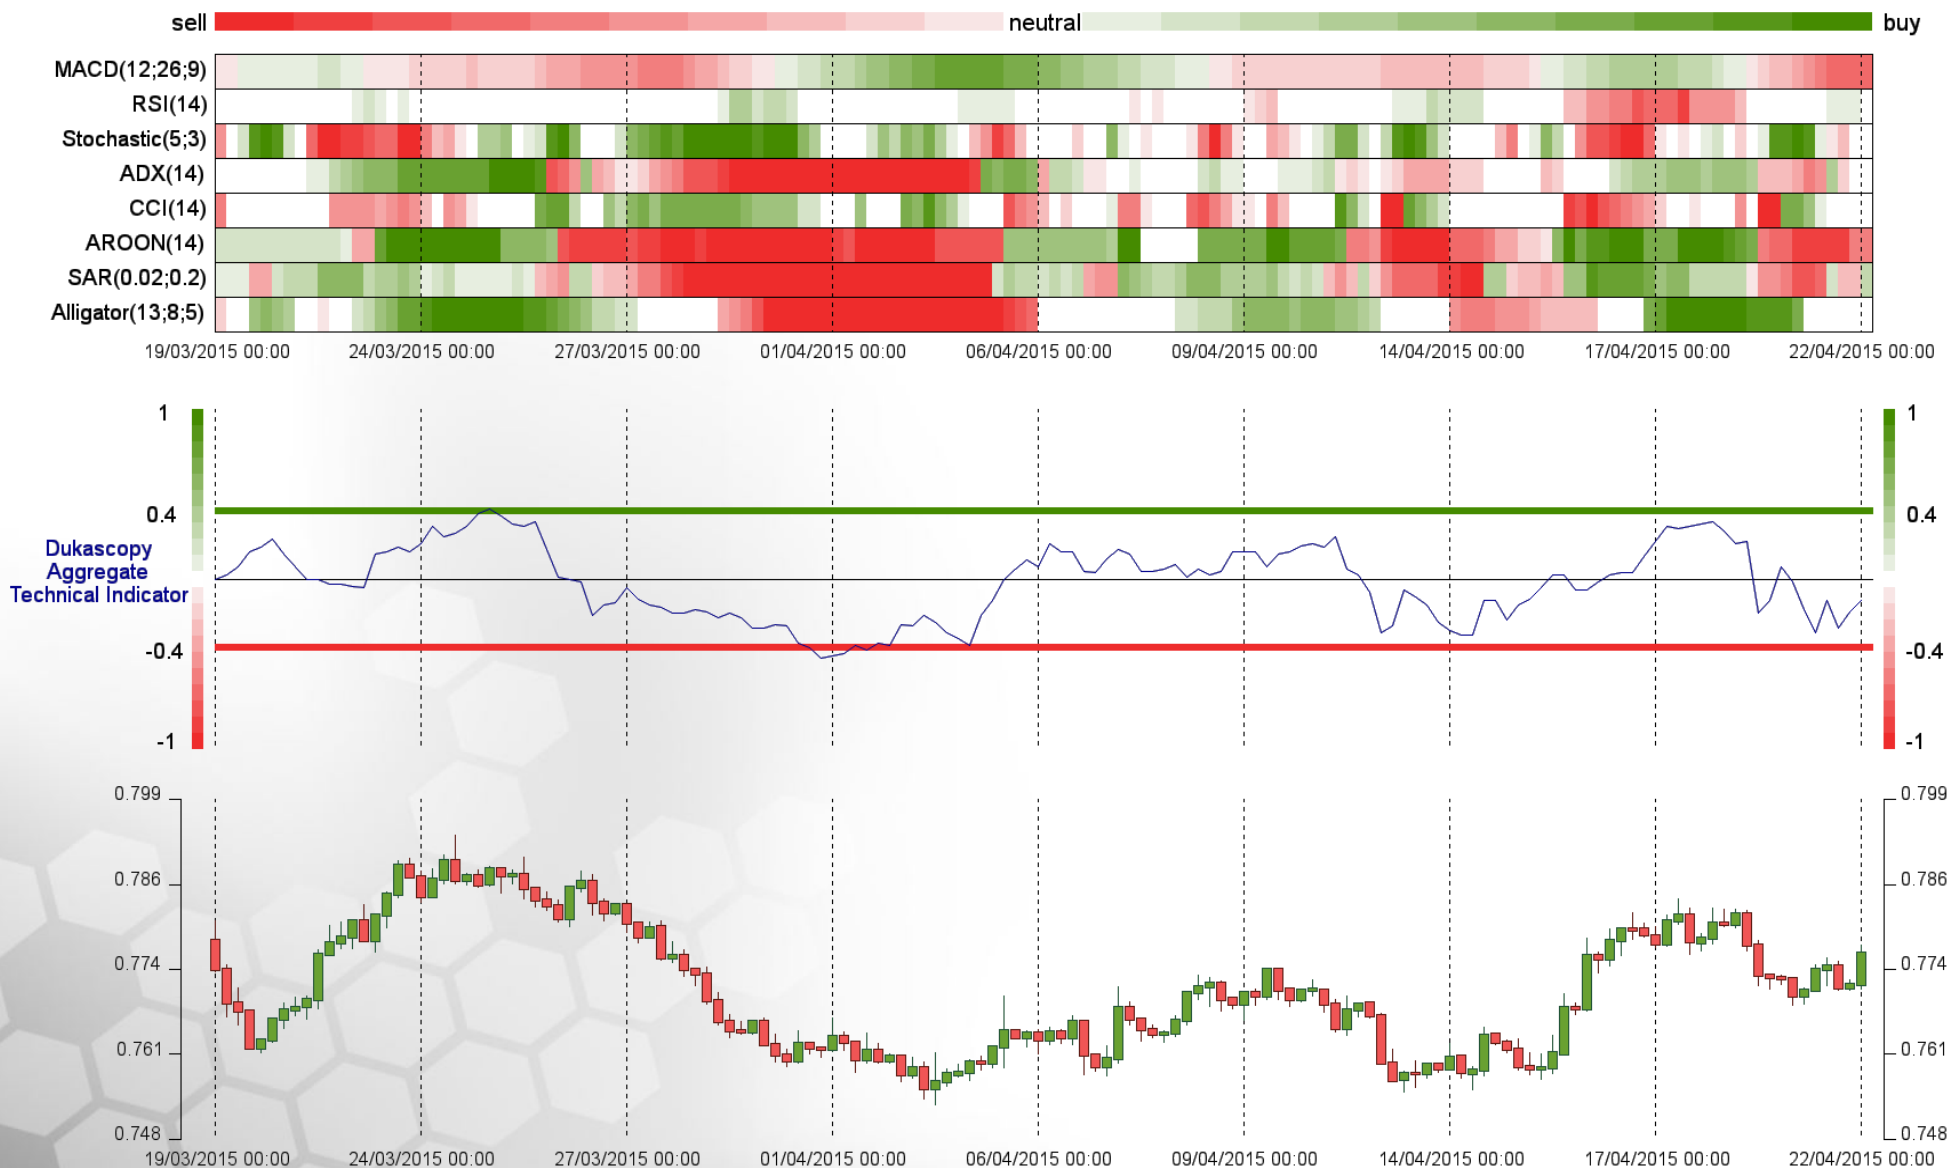 sell neutral buy
MACD(12;26;9)
RSI(14)
Stochastic(5;3)
ADX(14)
CCI(14)
AROON(14)
SAR(0.02;0.2)
Alligator(13;8;5)
19/03/2015 00:00 24/03/2015 00:00 27/03/2015 00:00 01/04/2015 00:00 06/04/2015 00:00 09/04/2015 00:00 14/04/2015 00:00 17/04/2015 00:00 22/04/2015 00:00
1 1
0.4 0.4
Dukascopy
Aggregate
Technical Indicator
-0.4 -0.4
-1 -1
0.799 0.799
0.786 0.786
0.774 0.774
0.761 0.761
0.748 0.748
19/03/2015 00:00 24/03/2015 00:00 27/03/2015 00:00 01/04/2015 00:00 06/04/2015 00:00 09/04/2015 00:00 14/04/2015 00:00 17/04/2015 00:00 22/04/2015 00:00